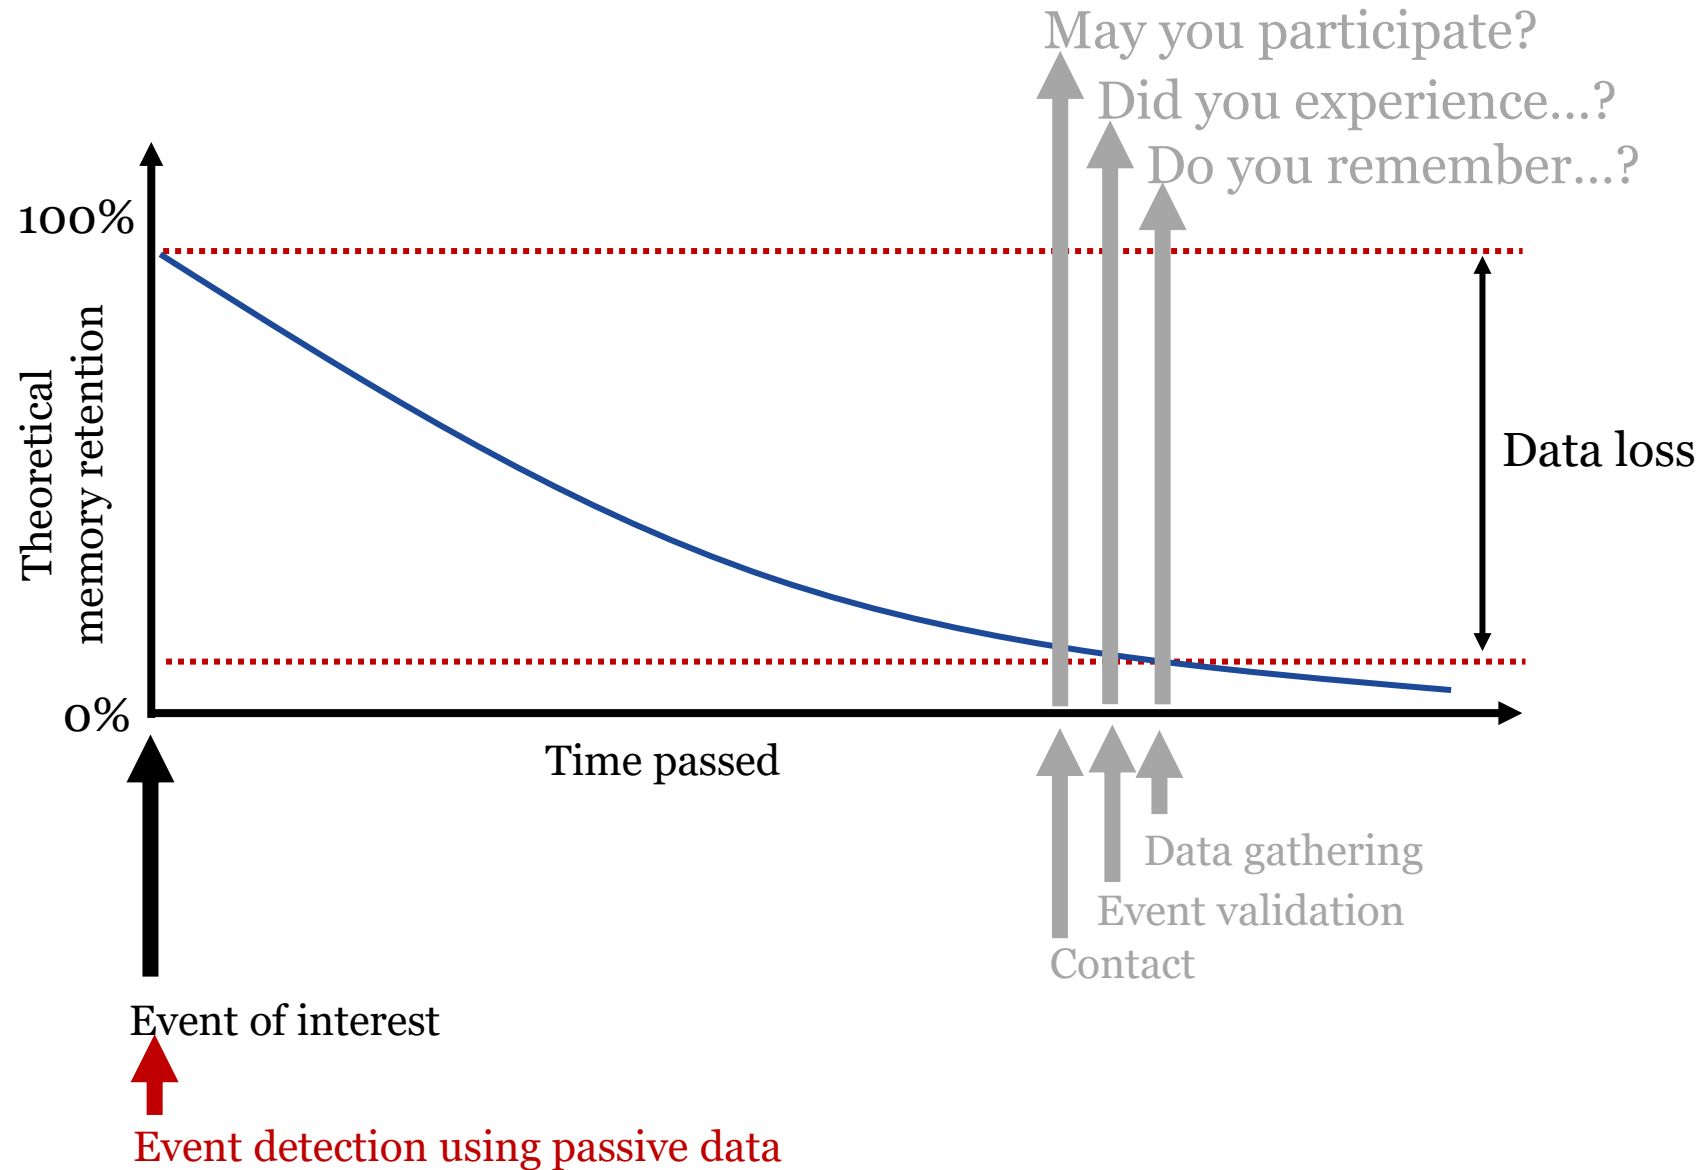 May you participate?
Did you experience...?
Do you remember...?
100%
Theoretical
memory retention
Data loss
0%
Time passed
Data gathering
Event validation
Contact
Event of interest
Event detection using passive data